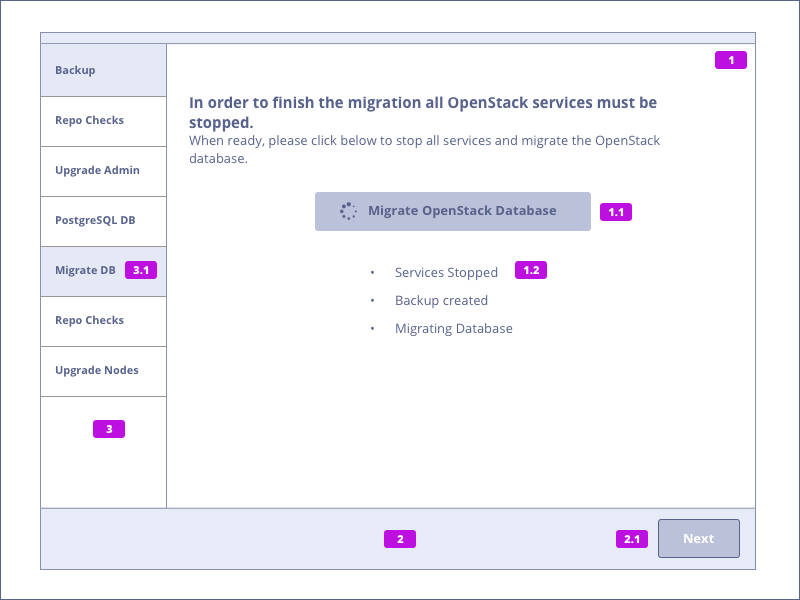 Backup
Repo Checks
Upgrade Admin
PostgreSQL DB
Migrate DB 3.1
Repo Checks
Upgrade Nodes
3
1
In order to finish the migration all OpenStack services must be
stopped.
When ready, please click below to stop all services and migrate the OpenStack
database.
Migrate OpenStack Database 1.1
• Services Stopped 1.2
• Backup created
• Migrating Database
2
2.1 Next